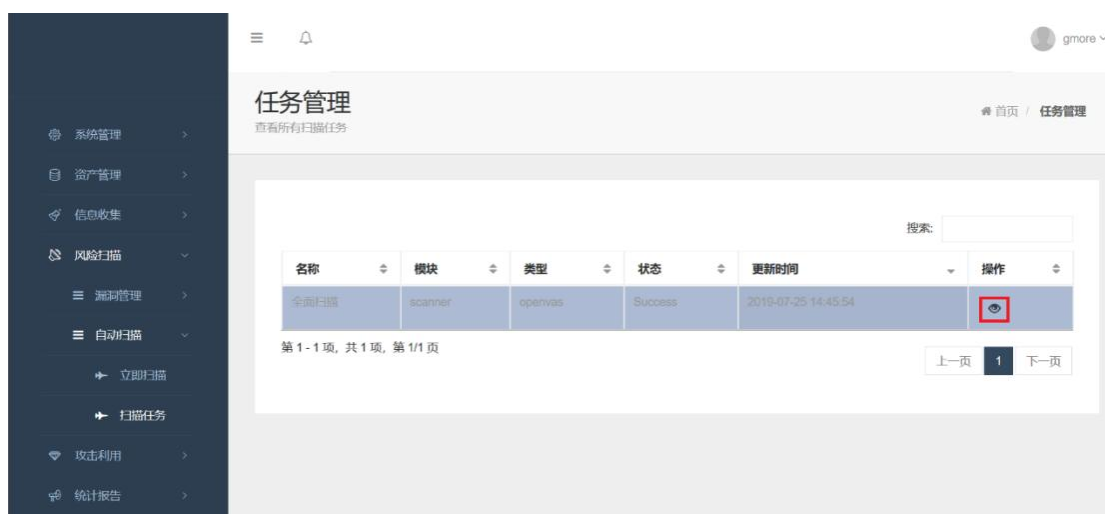 gmore
任务管理
查看所有扫描任务
首页 / 任务管理
系统管理
资产管理
信息收集
风险扫描
漏洞管理
自动扫描
立即扫描
扫描任务
攻击利用
统计报告
搜索:
名称 模块 类型 状态 更新时间 操作
全面扫描 scanner openvas Success 2019-07-25 14:45:54
第 1 - 1 项, 共 1 项, 第 1/1 页
上一页 1 下一页